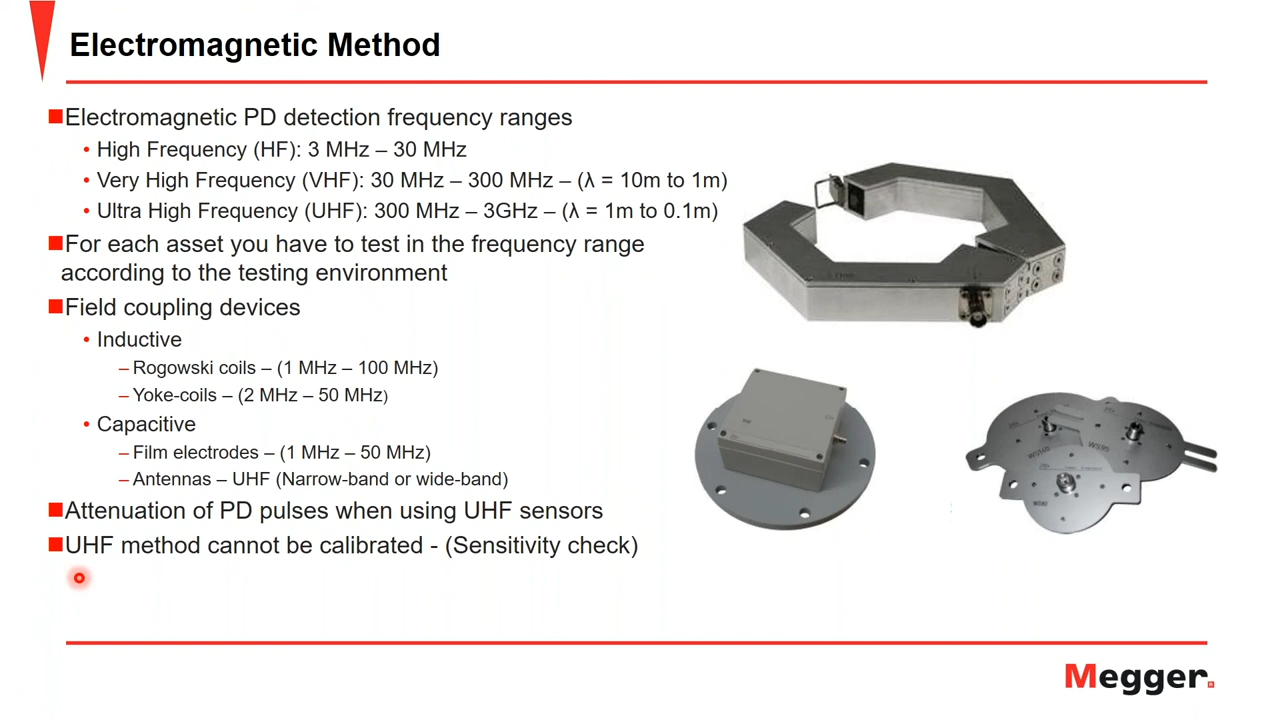 Electromagnetic Method
Electromagnetic PD detection frequency ranges
• High Frequency (HF): 3 MHz – 30 MHz
• Very High Frequency (VHF): 30 MHz – 300 MHz – (λ = 10m to 1m)
• Ultra High Frequency (UHF): 300 MHz – 3GHz – (λ = 1m to 0.1m)
For each asset you have to test in the frequency range
according to the testing environment
Field coupling devices
• Inductive
– Rogowski coils – (1 MHz – 100 MHz)
– Yoke-coils – (2 MHz – 50 MHz)
• Capacitive
– Film electrodes – (1 MHz – 50 MHz)
– Antennas – UHF (Narrow-band or wide-band)
Attenuation of PD pulses when using UHF sensors
UHF method cannot be calibrated - (Sensitivity check)
Megger.